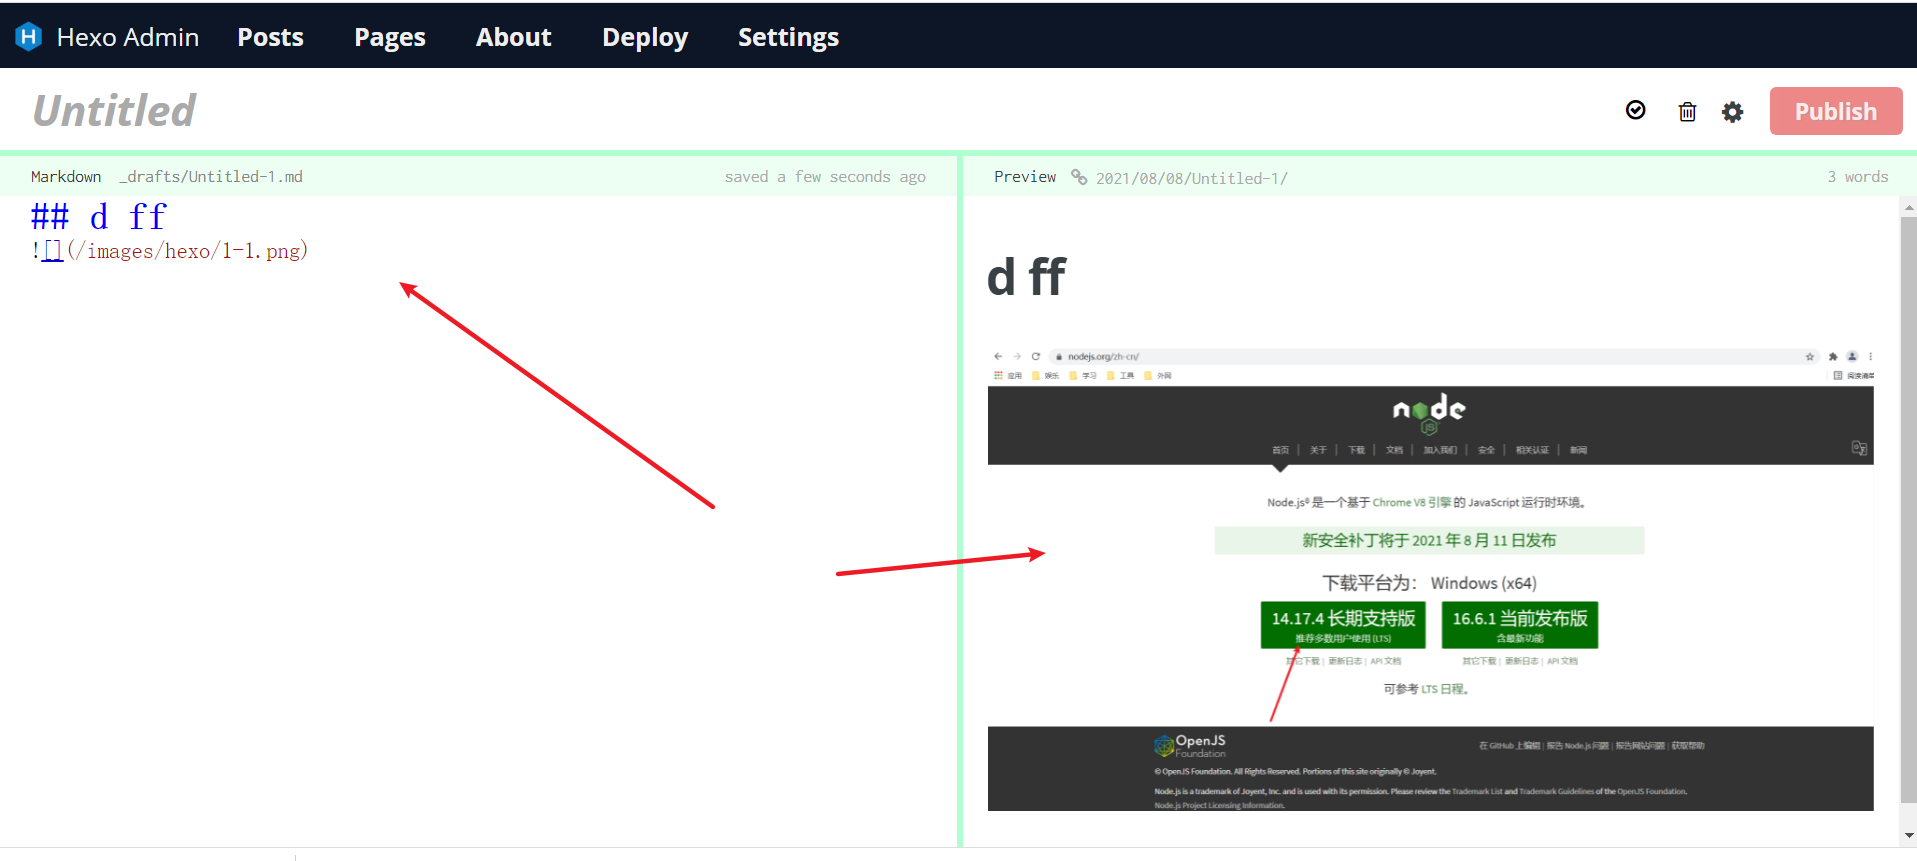 Hexo Admin Posts Pages About Deploy Settings
Untitled
Publish
Markdown _drafts/Untitled-1.md saved a few seconds ago
Preview 2021/08/08/Untitled-1/ 3 words
## d ff
![](/images/hexo/1-1.png)
d ff
nodejs.org/zh-cn/
应用 娱乐 学习 工具 外网 阅读清单
node
JS
首页 | 关于 | 下载 | 文档 | 加入我们 | 安全 | 相关认证 | 新闻
Node.js® 是一个基于 Chrome V8 引擎 的 JavaScript 运行时环境。
新安全补丁将于 2021 年 8 月 11 日发布
下载平台为： Windows (x64)
14.17.4 长期支持版
推荐多数用户使用 (LTS)
16.6.1 当前发布版
含最新功能
其它下载 | 更新日志 | API 文档
其它下载 | 更新日志 | API 文档
可参考 LTS 日程。
OpenJS
Foundation
在 GitHub 上编辑 | 报告 Node.js 问题 | 报告网站问题 | 获取帮助
© OpenJS Foundation. All Rights Reserved. Portions of this site originally © Joyent.
Node.js is a trademark of Joyent, Inc. and is used with its permission. Please review the Trademark List and Trademark Guidelines of the OpenJS Foundation.
Node.js Project Licensing Information.